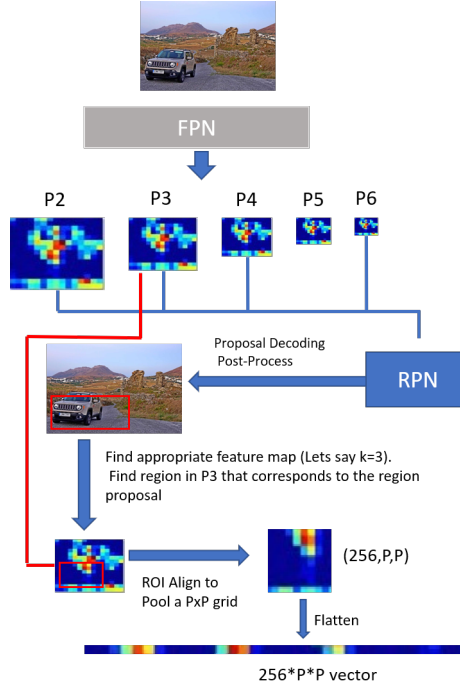 FPN
P2
P3
P4
P5
P6
Proposal Decoding
Post-Process
RPN
Find appropriate feature map (Lets say k=3).
Find region in P3 that corresponds to the region
proposal
(256,P,P)
ROI Align to
Pool a PxP grid
Flatten
256*P*P vector